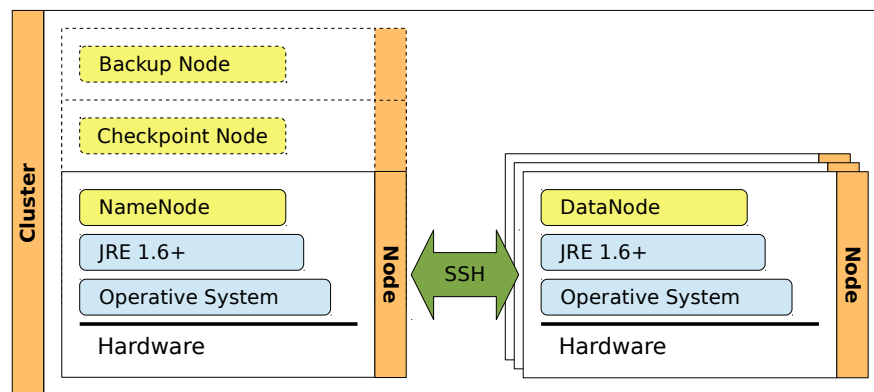 Cluster
Backup Node
Checkpoint Node
NameNode
JRE 1.6+
Operative System
Hardware
Node
SSH
DataNode
JRE 1.6+
Operative System
Hardware
Node